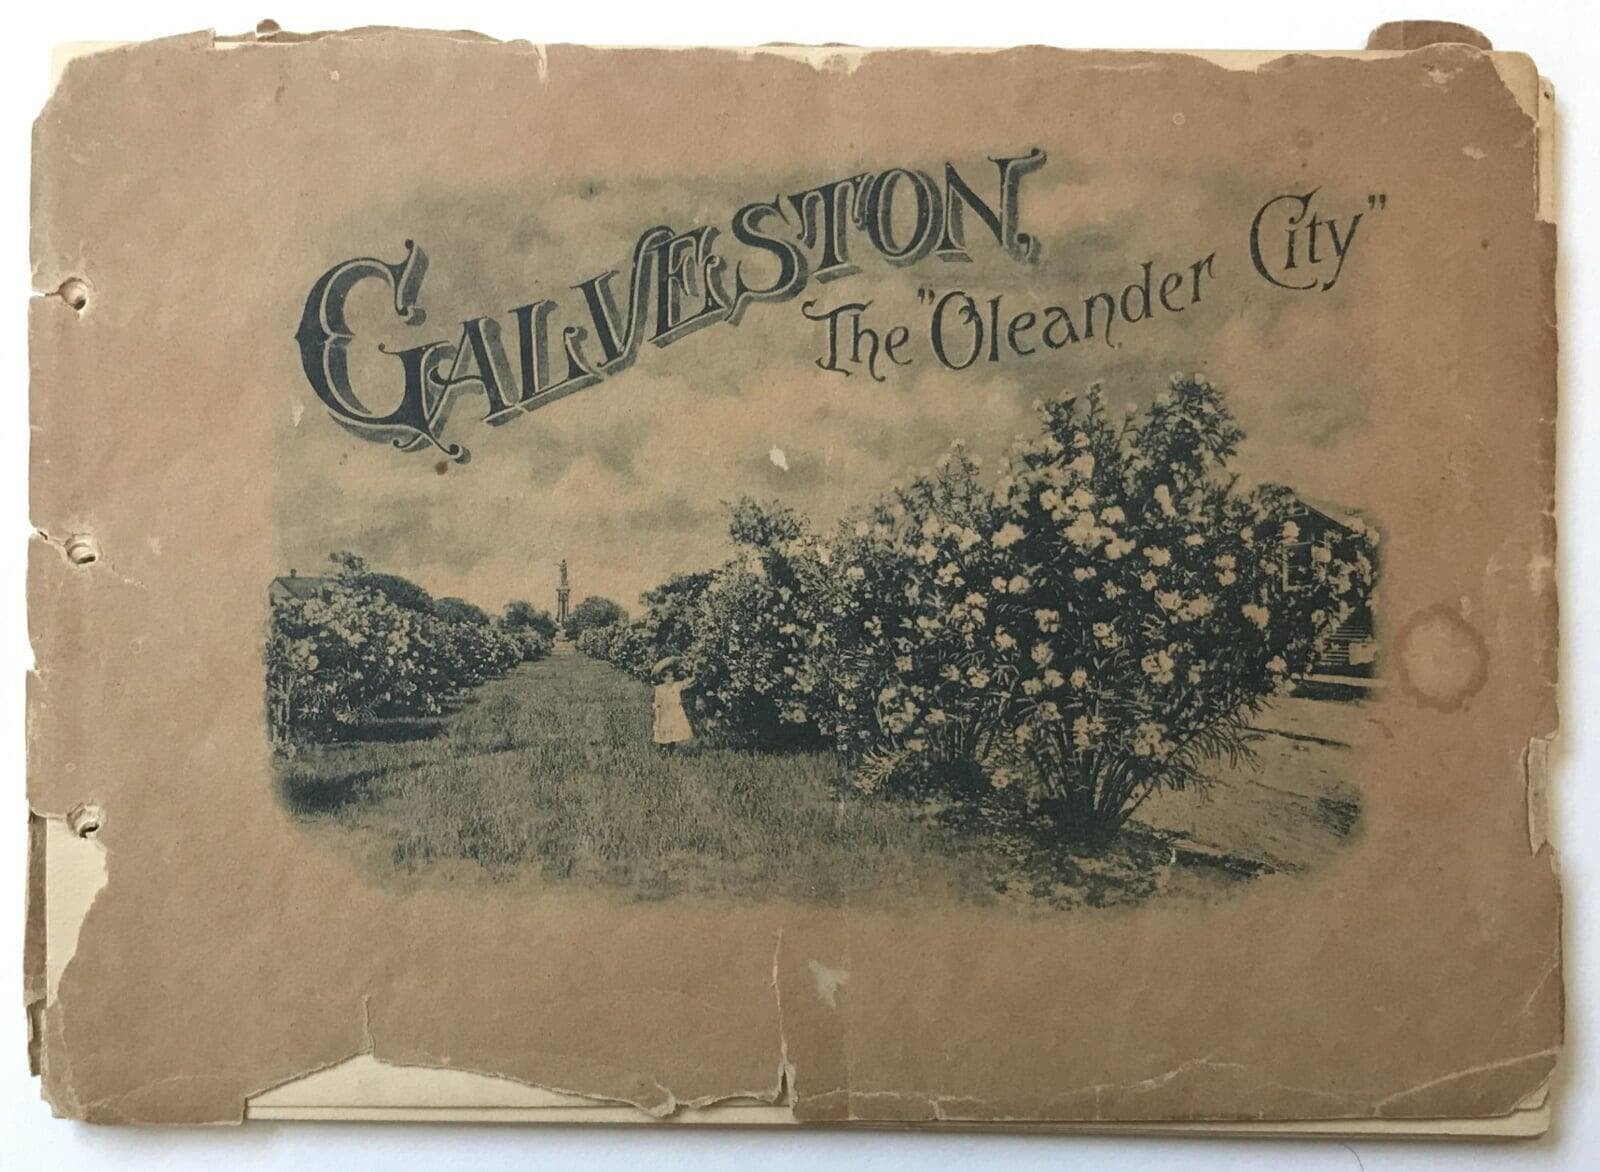 GALVESTON,
The "Oleander City"